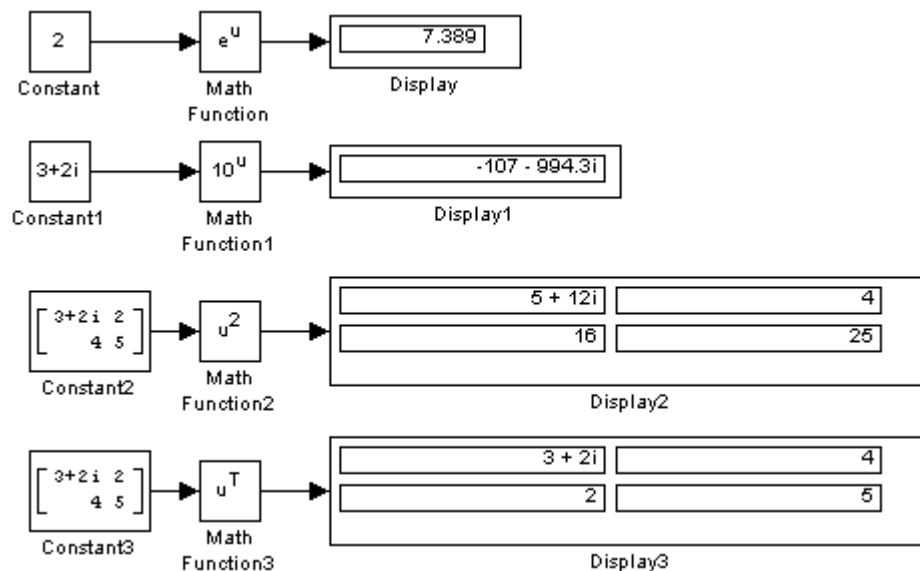 2
e^u
7.389
Constant
Math
Function
Display
3+2i
10^u
-107 - 994.3i
Constant1
Math
Function1
Display1
3+2i 2
4 5
u^2
5 + 12i
4
16
25
Constant2
Math
Function2
Display2
3+2i 2
4 5
u^T
3 + 2i
4
2
5
Constant3
Math
Function3
Display3